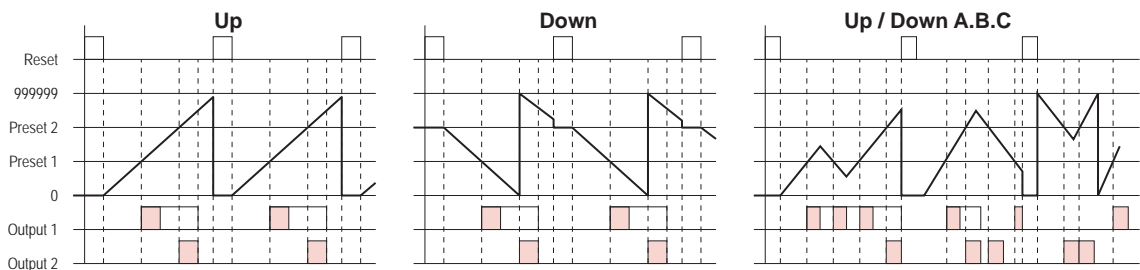 Up
Down
Up / Down A.B.C
Reset
999999
Preset 2
Preset 1
0
Output 1
Output 2